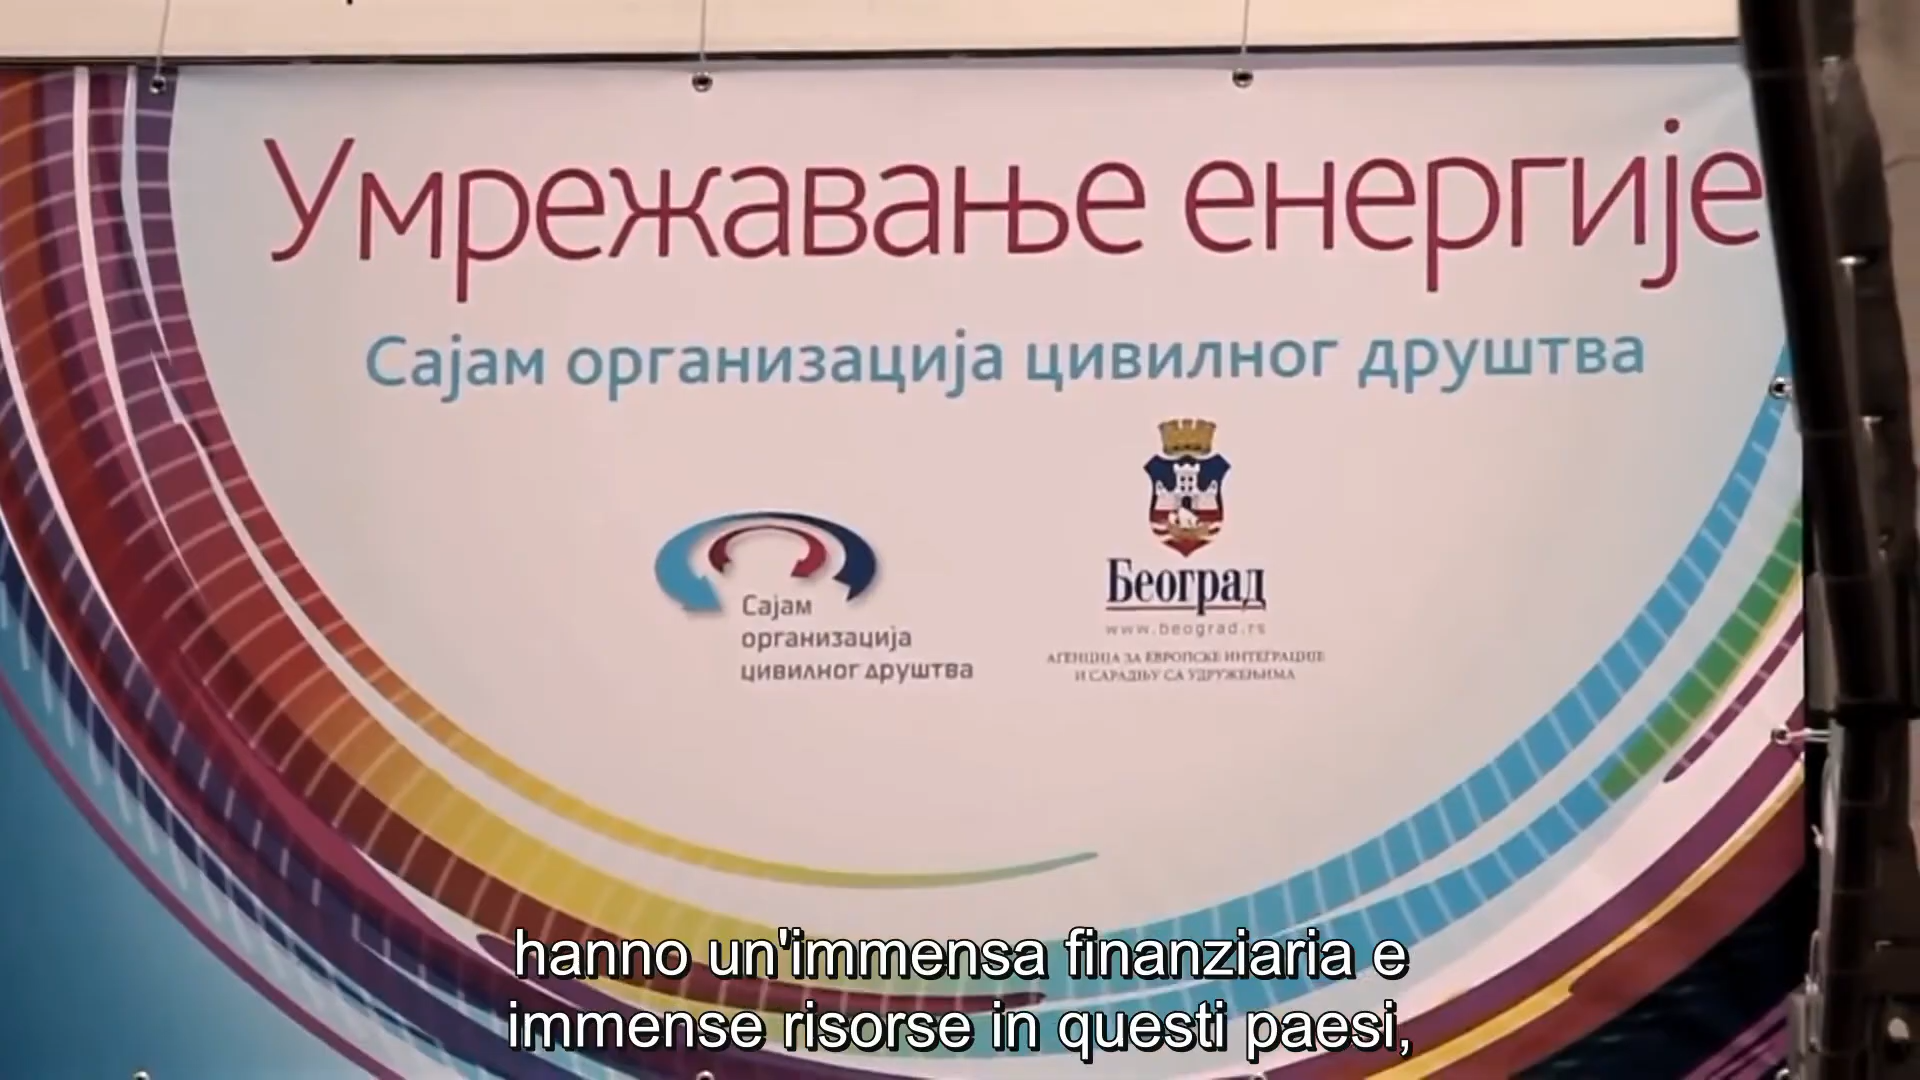 Умрежавање енергије
Сајам организација цивилног друштва
Сајам
организација
цивилног друштва
Београд
www.beograd.rs
АГЕНЦИЈА ЗА ЕВРОПСКЕ ИНТЕГРАЦИЈЕ
И САРАДЊУ СА УДРУЖЕЊИМА
hanno un'immensa finanziaria e
immense risorse in questi paesi,